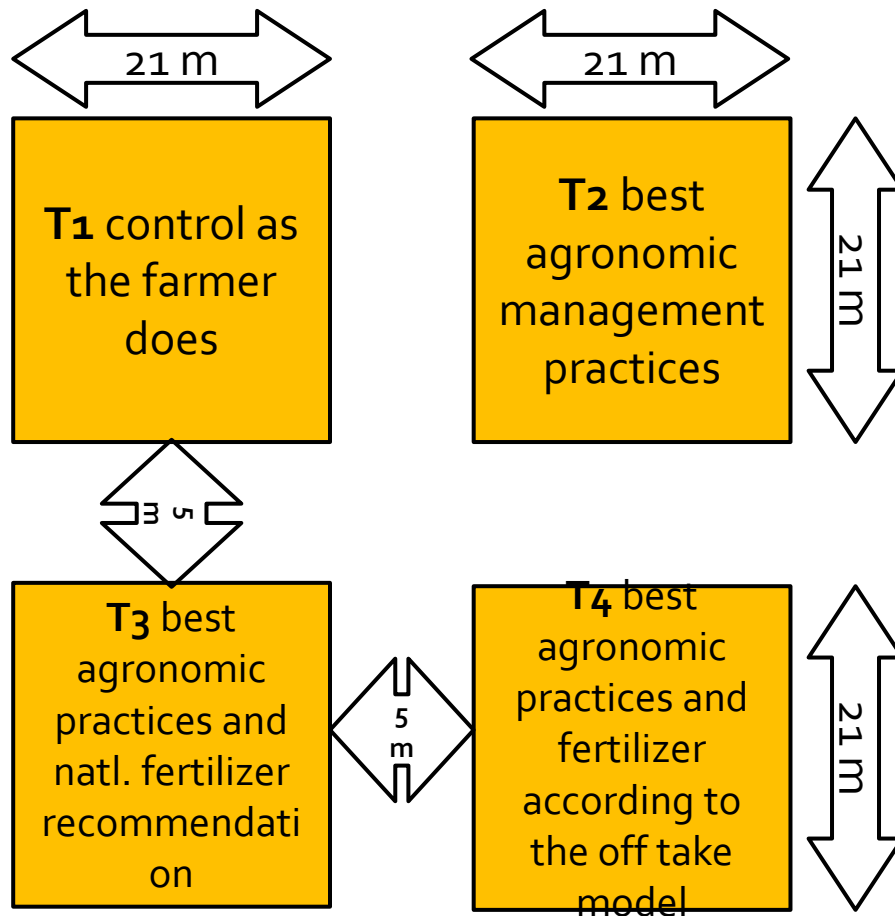 21 m
21 m
T1 control as
the farmer
does
T2 best
agronomic
management
practices
21 m
5
m
T3 best
agronomic
practices and
natl. fertilizer
recommendati
on
5
m
T4 best
agronomic
practices and
fertilizer
according to
the off take
model
21 m